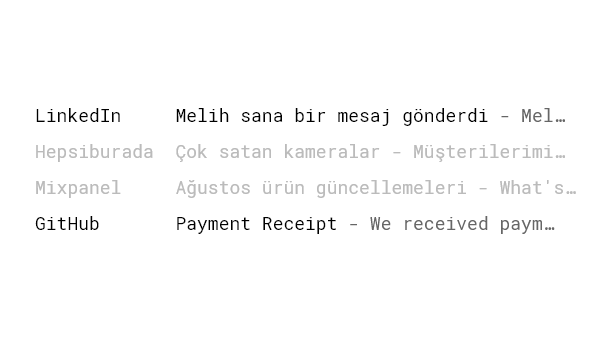 LinkedIn Melih sana bir mesaj gönderdi - Mel…
Hepsiburada Çok satan kameralar - Müşterilerimi…
Mixpanel Ağustos ürün güncellemeleri - What's…
GitHub Payment Receipt - We received paym…